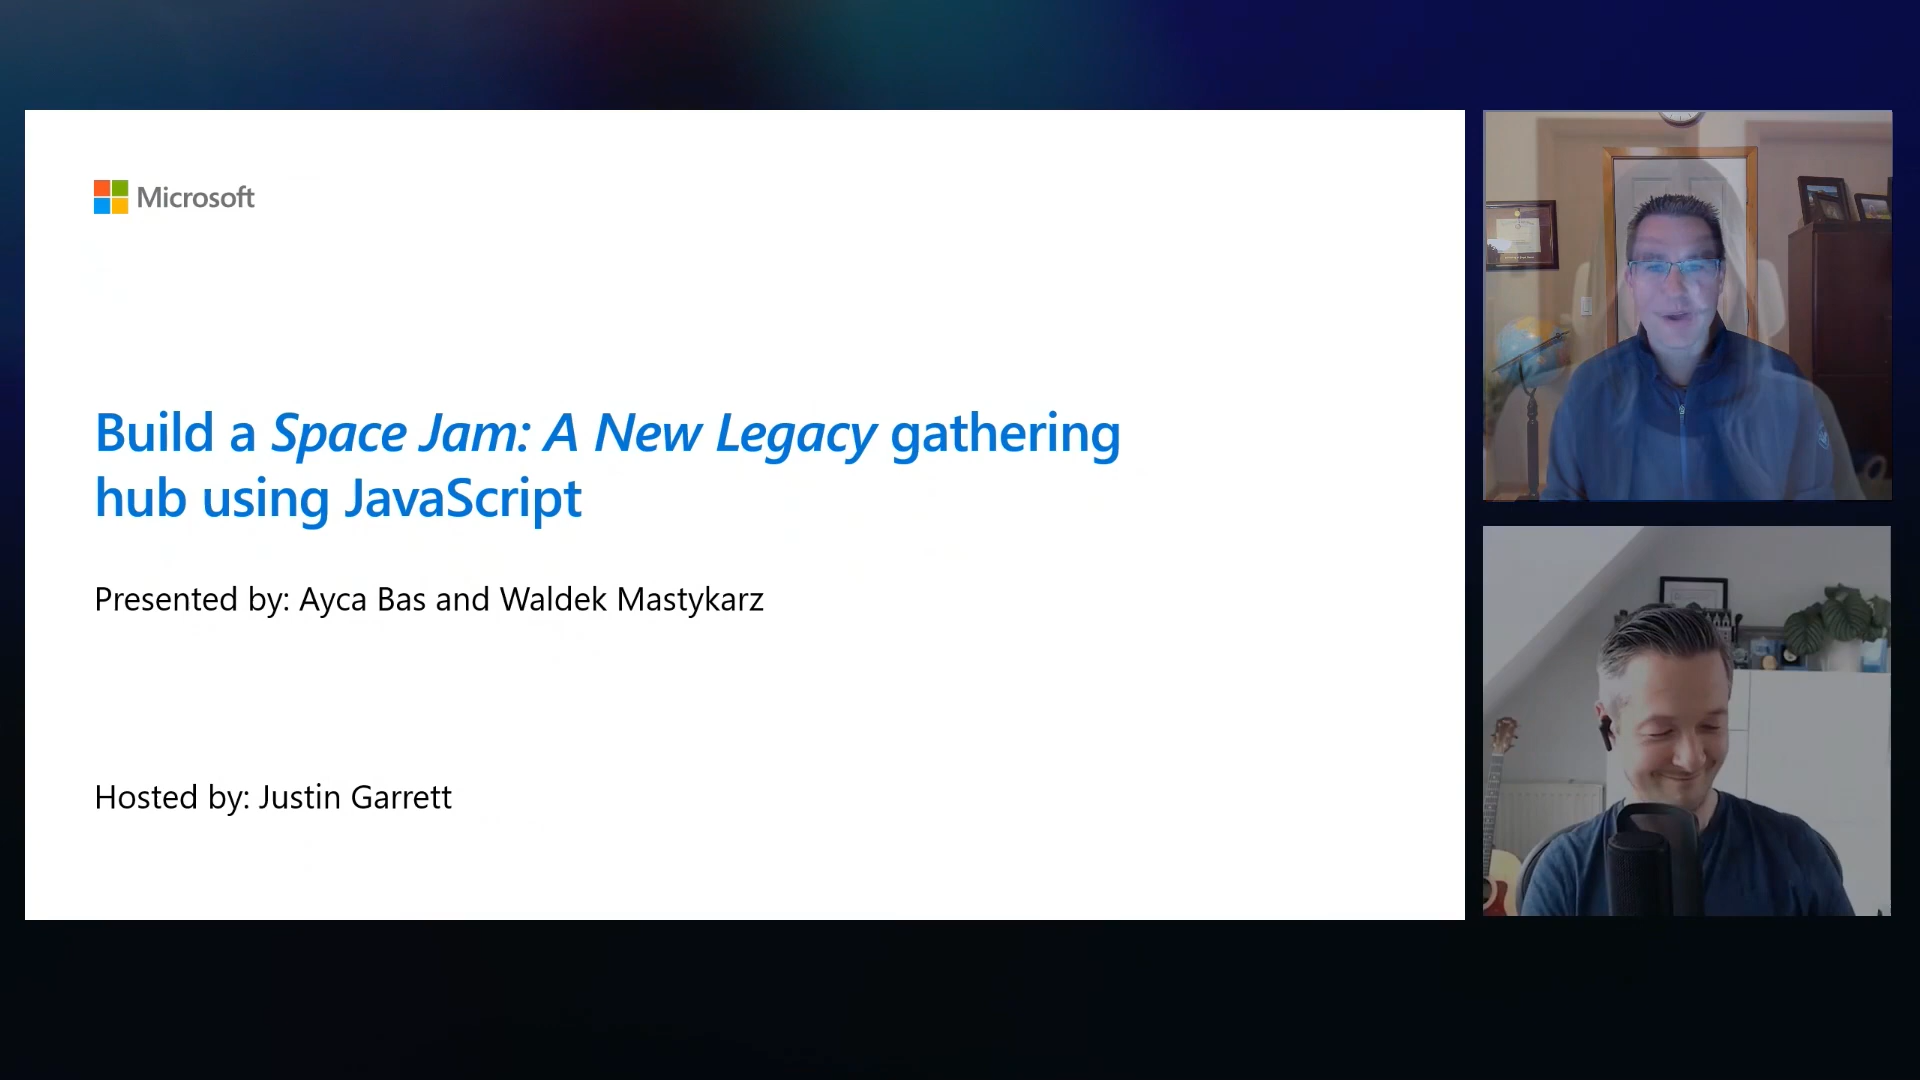 Microsoft
Build a Space Jam: A New Legacy gathering
hub using JavaScript
Presented by: Ayca Bas and Waldek Mastykarz
Hosted by: Justin Garrett